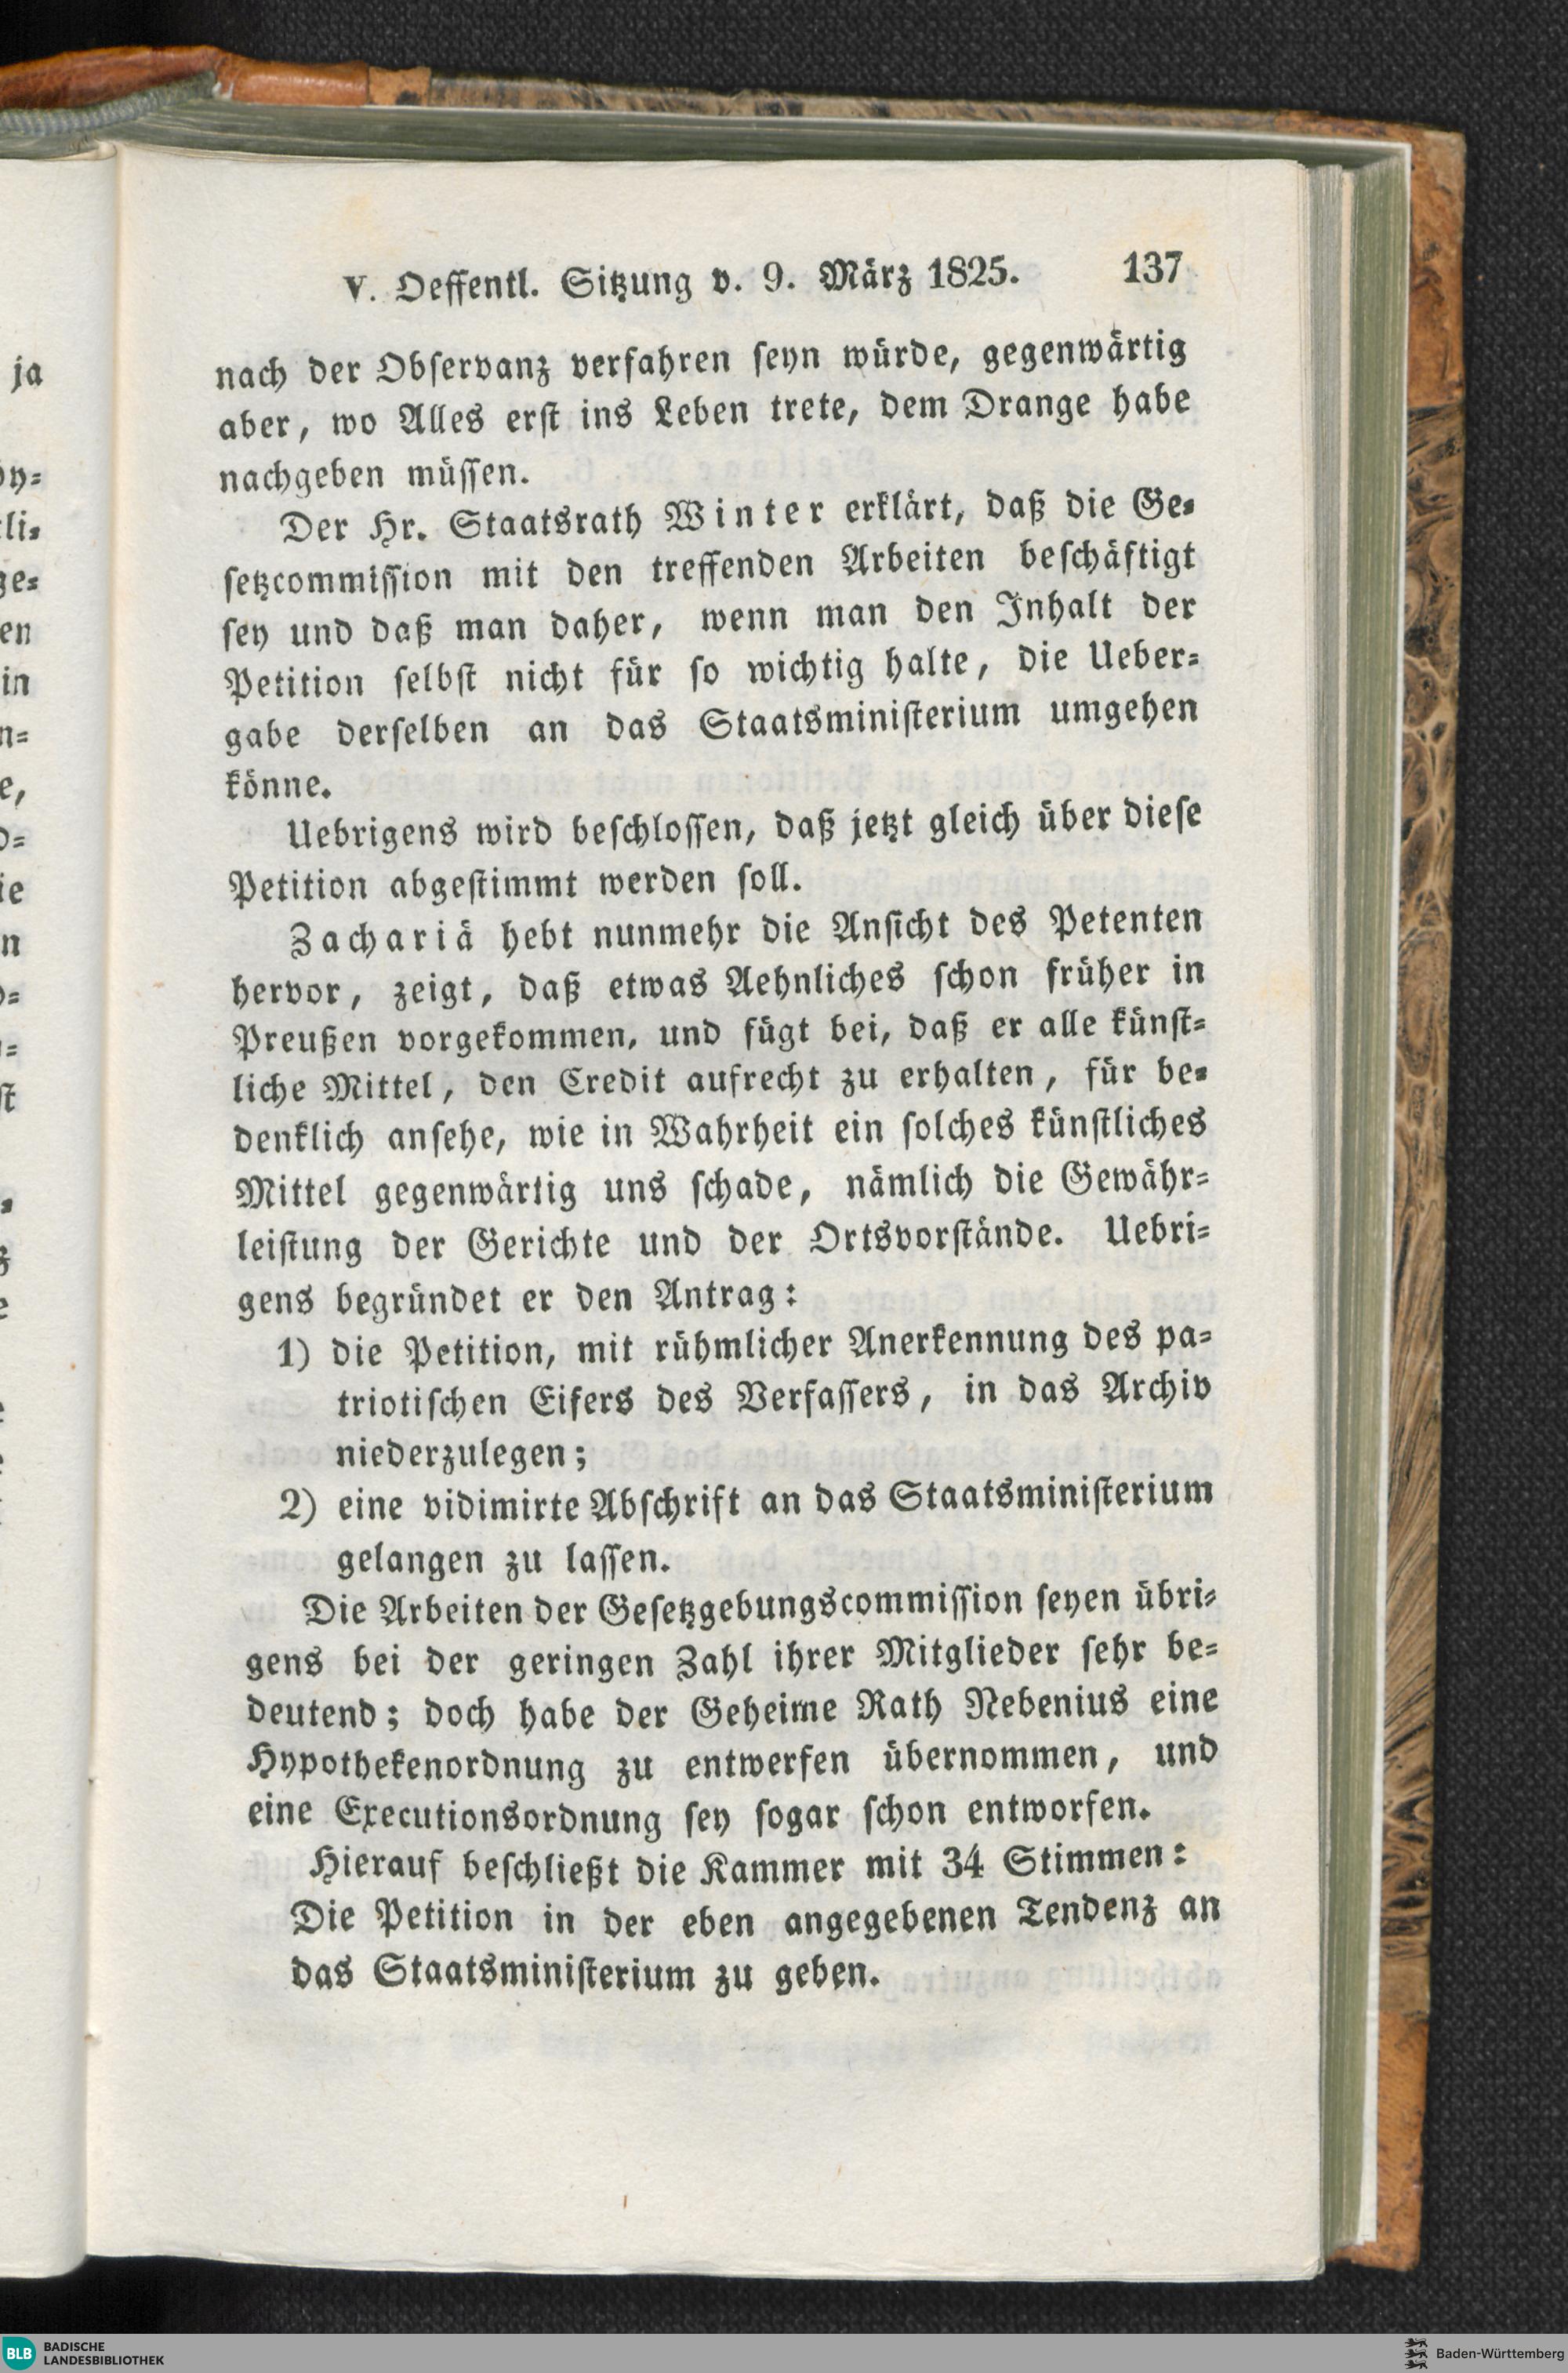 V. Oeffentl. Sitzung v. 9. März 1825. 137
nach der Observanz verfahren seyn würde, gegenwärtig
aber, wo Alles erst ins Leben trete, dem Drange habe
nachgeben müssen.
Der Hr. Staatsrath Winter erklärt, daß die Ge-
setzcommission mit den treffenden Arbeiten beschäftigt
sey und daß man daher, wenn man den Inhalt der
Petition selbst nicht für so wichtig halte, die Ueber-
gabe derselben an das Staatsministerium umgehen
könne.
Uebrigens wird beschlossen, daß jetzt gleich über diese
Petition abgestimmt werden soll.
Zachariä hebt nunmehr die Ansicht des Petenten
hervor, zeigt, daß etwas Aehnliches schon früher in
Preußen vorgekommen, und fügt bei, daß er alle künst-
liche Mittel, den Credit aufrecht zu erhalten, für be-
denklich ansehe, wie in Wahrheit ein solches künstliches
Mittel gegenwärtig uns schade, nämlich die Gewähr-
leistung der Gerichte und der Ortsvorstände. Uebri-
gens begründet er den Antrag:
1) die Petition, mit rühmlicher Anerkennung des pa-
triotischen Eifers des Verfassers, in das Archiv
niederzulegen;
2) eine vidimirte Abschrift an das Staatsministerium
gelangen zu lassen.
Die Arbeiten der Gesetzgebungscommission seyen übri-
gens bei der geringen Zahl ihrer Mitglieder sehr be-
deutend; doch habe der Geheime Rath Nebenius eine
Hypothekenordnung zu entwerfen übernommen, und
eine Executionsordnung sey sogar schon entworfen.
Hierauf beschließt die Kammer mit 34 Stimmen:
Die Petition in der eben angegebenen Tendenz an
das Staatsministerium zu geben.
BLB BADISCHE
LANDESBIBLIOTHEK
Baden-Württemberg